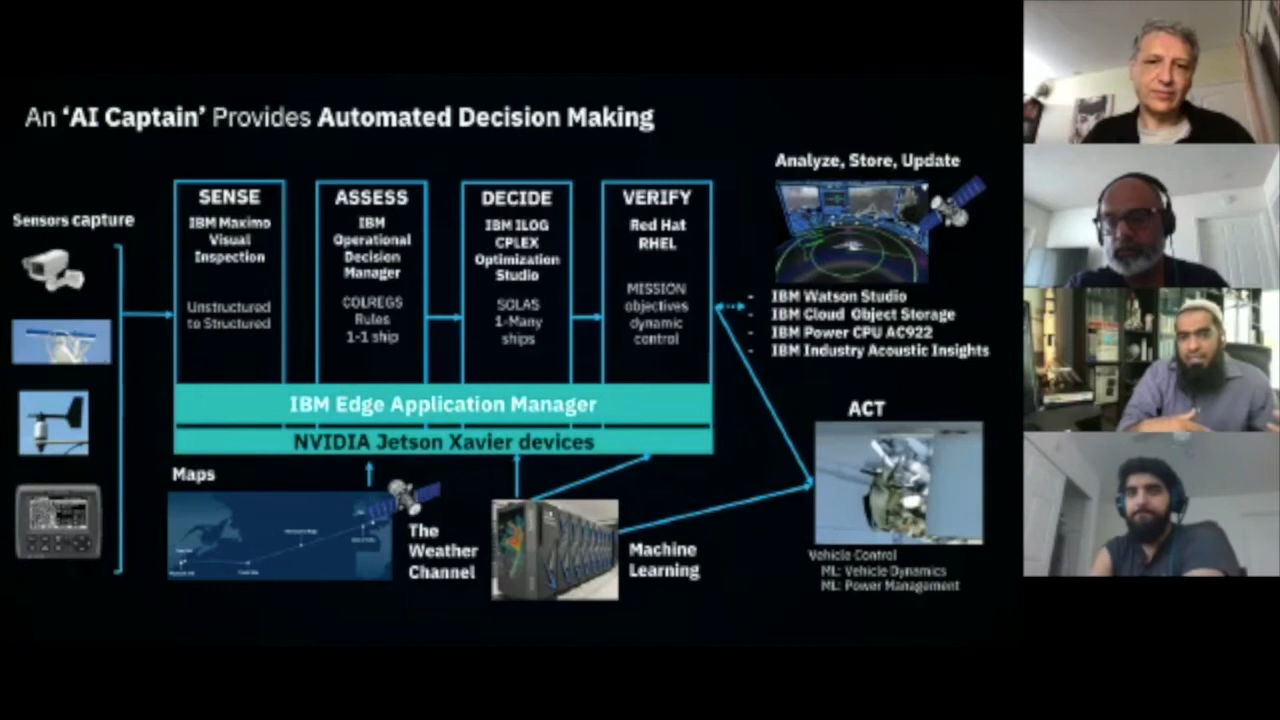 An ‘AI Captain’ Provides Automated Decision Making
Sensors capture
SENSE
IBM Maximo
Visual
Inspection
Unstructured
to Structured
ASSESS
IBM
Operational
Decision
Manager
COLREGS
Rules
1-1 ship
DECIDE
IBM ILOG
CPLEX
Optimization
Studio
SOLAS
1-Many
ships
VERIFY
Red Hat
RHEL
MISSION
objectives
dynamic
control
IBM Edge Application Manager
NVIDIA Jetson Xavier devices
Analyze, Store, Update
- IBM Watson Studio
- IBM Cloud Object Storage
- IBM Power CPU AC922
- IBM Industry Acoustic Insights
Maps
The
Weather
Channel
Machine
Learning
ACT
Vehicle Control
ML: Vehicle Dynamics
ML: Power Management